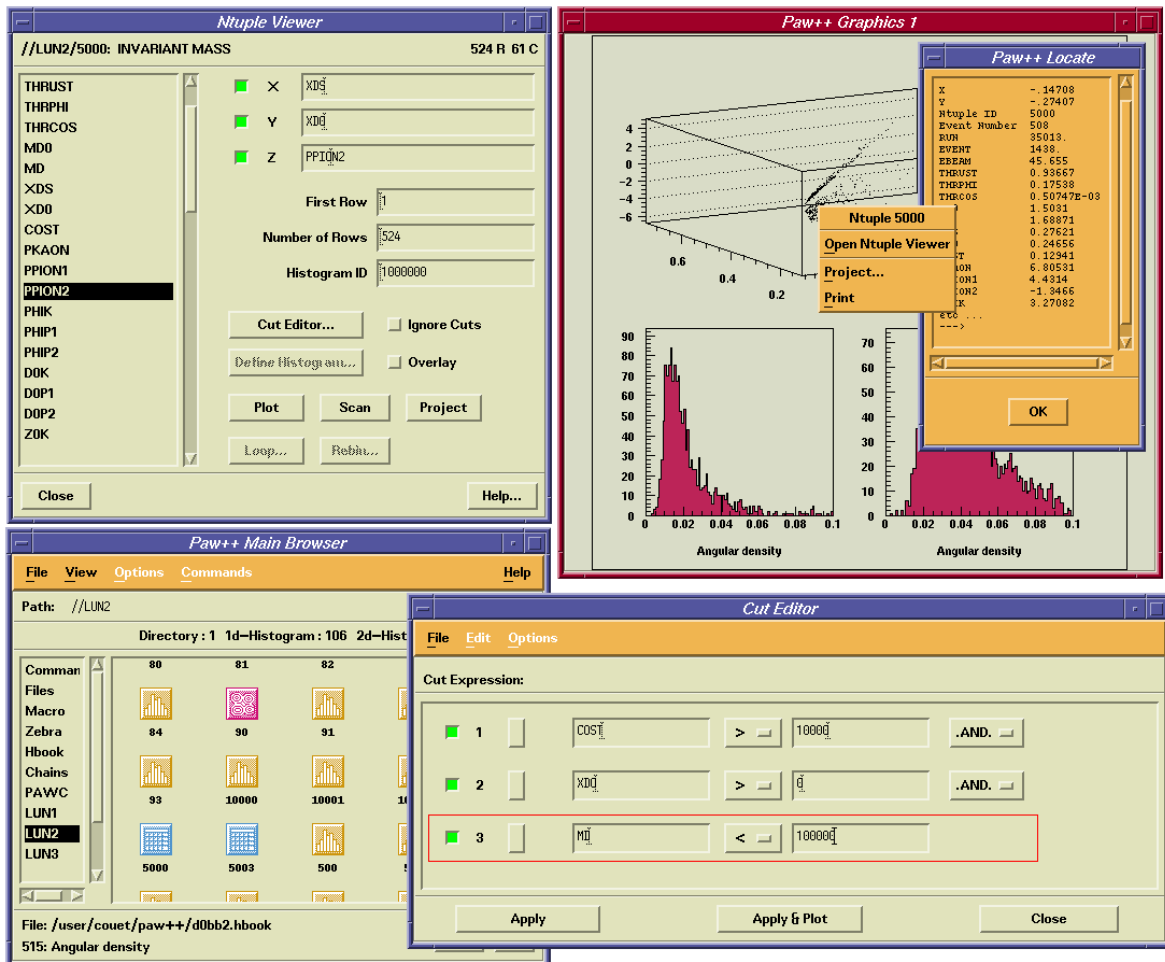 Ntuple Viewer
//LUN2/5000: INVARIANT MASS 524 R 61 C
THRUST
THRPHI
THRCOS
MD0
MD
XDS
XD0
COST
PKAON
PPION1
PPION2
PHIK
PHIP1
PHIP2
D0K
D0P1
D0P2
Z0K
X XDS
Y XD0
Z PPION2
First Row 1
Number of Rows 524
Histogram ID 1000000
Cut Editor... Ignore Cuts
Define Histogram... Overlay
Plot Scan Project
Loop... Rebin...
Close Help...
Paw++ Graphics 1
4
2
0
-2
-4
-6
0.6
0.4
0.2
Ntuple 5000
Open Ntuple Viewer
Project...
Print
90
80
70
60
50
40
30
20
10
0
0 0.02 0.04 0.06 0.08 0.1
Angular density
70
60
50
40
30
20
10
0
0 0.02 0.04 0.06 0.08 0.1
Angular density
Paw++ Locate
X -.14708
Y -.27407
Ntuple ID 5000
Event Number 508
RUN 35013.
EVENT 1438.
EBEAM 45.655
THRUST 0.93667
THRPHI 0.17538
THRCOS 0.50747E-03
1.5031
1.68871
0.27621
0.24656
0.12941
6.80531
4.4314
-1.3466
3.27082
etc ...
--->
OK
Paw++ Main Browser
File View Options Commands Help
Path: //LUN2
Directory : 1 1d-Histogram : 106 2d-Hist
Comman
Files
Macro
Zebra
Hbook
Chains
PAWC
LUN1
LUN2
LUN3
80 81 82
84 90 91
93 10000 10001
5000 5003 500
File: /user/couet/paw++/d0bb2.hbook
515: Angular density
Cut Editor
File Edit Options
Cut Expression:
1 COST > 10000 .AND.
2 XD0 > 0 .AND.
3 MD < 100000
Apply Apply & Plot Close